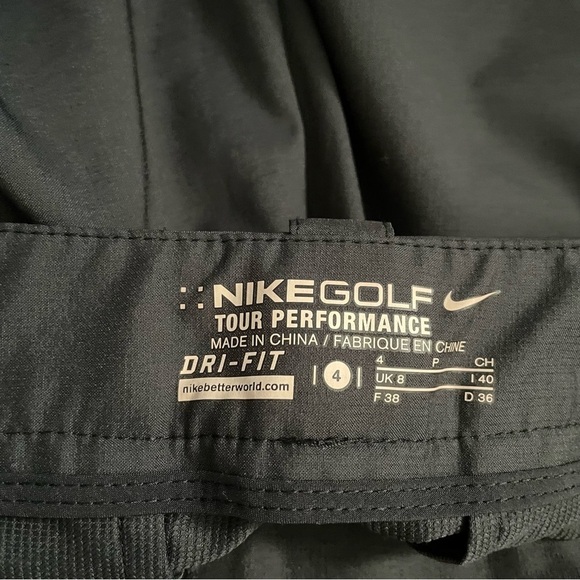 NIKEGOLF
TOUR PERFORMANCE
MADE IN CHINA / FABRIQUE EN CHINE
DRI-FIT
nikebetterworld.com
4
4 P CH
UK 8 I 40
F 38 D 36